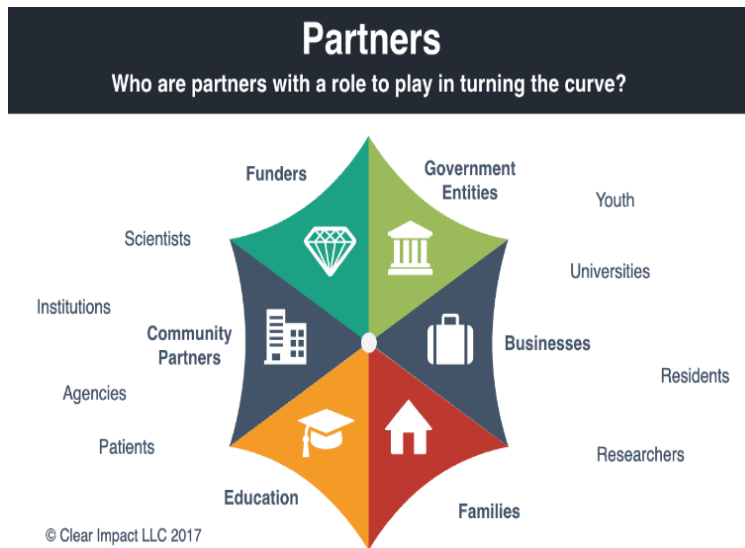 Partners
Who are partners with a role to play in turning the curve?
Funders
Government
Entities
Youth
Scientists
Universities
Institutions
Community
Partners
Businesses
Residents
Agencies
Patients
Researchers
Education
Families
© Clear Impact LLC 2017